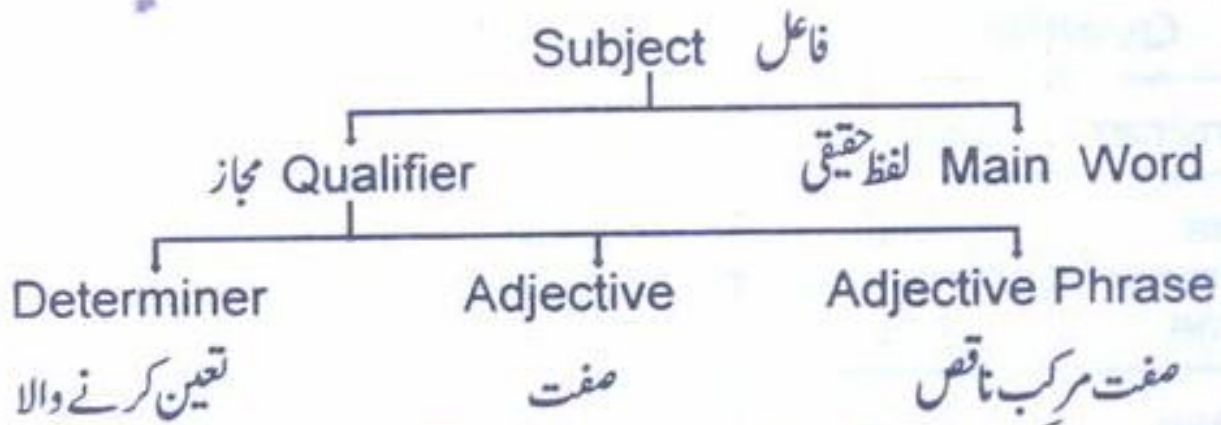 Subject فاعل
مجاز Qualifier لفظ حقیقی Main Word
Determiner Adjective Adjective Phrase
تعین کرنے والا صفت صفت مرکب ناقص